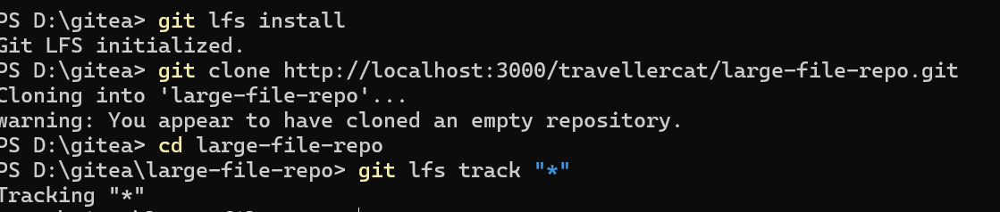 PS D:\gitea> git lfs install
Git LFS initialized.
PS D:\gitea> git clone http://localhost:3000/travellercat/large-file-repo.git
Cloning into 'large-file-repo'...
warning: You appear to have cloned an empty repository.
PS D:\gitea> cd large-file-repo
PS D:\gitea\large-file-repo> git lfs track "*"
Tracking "*"